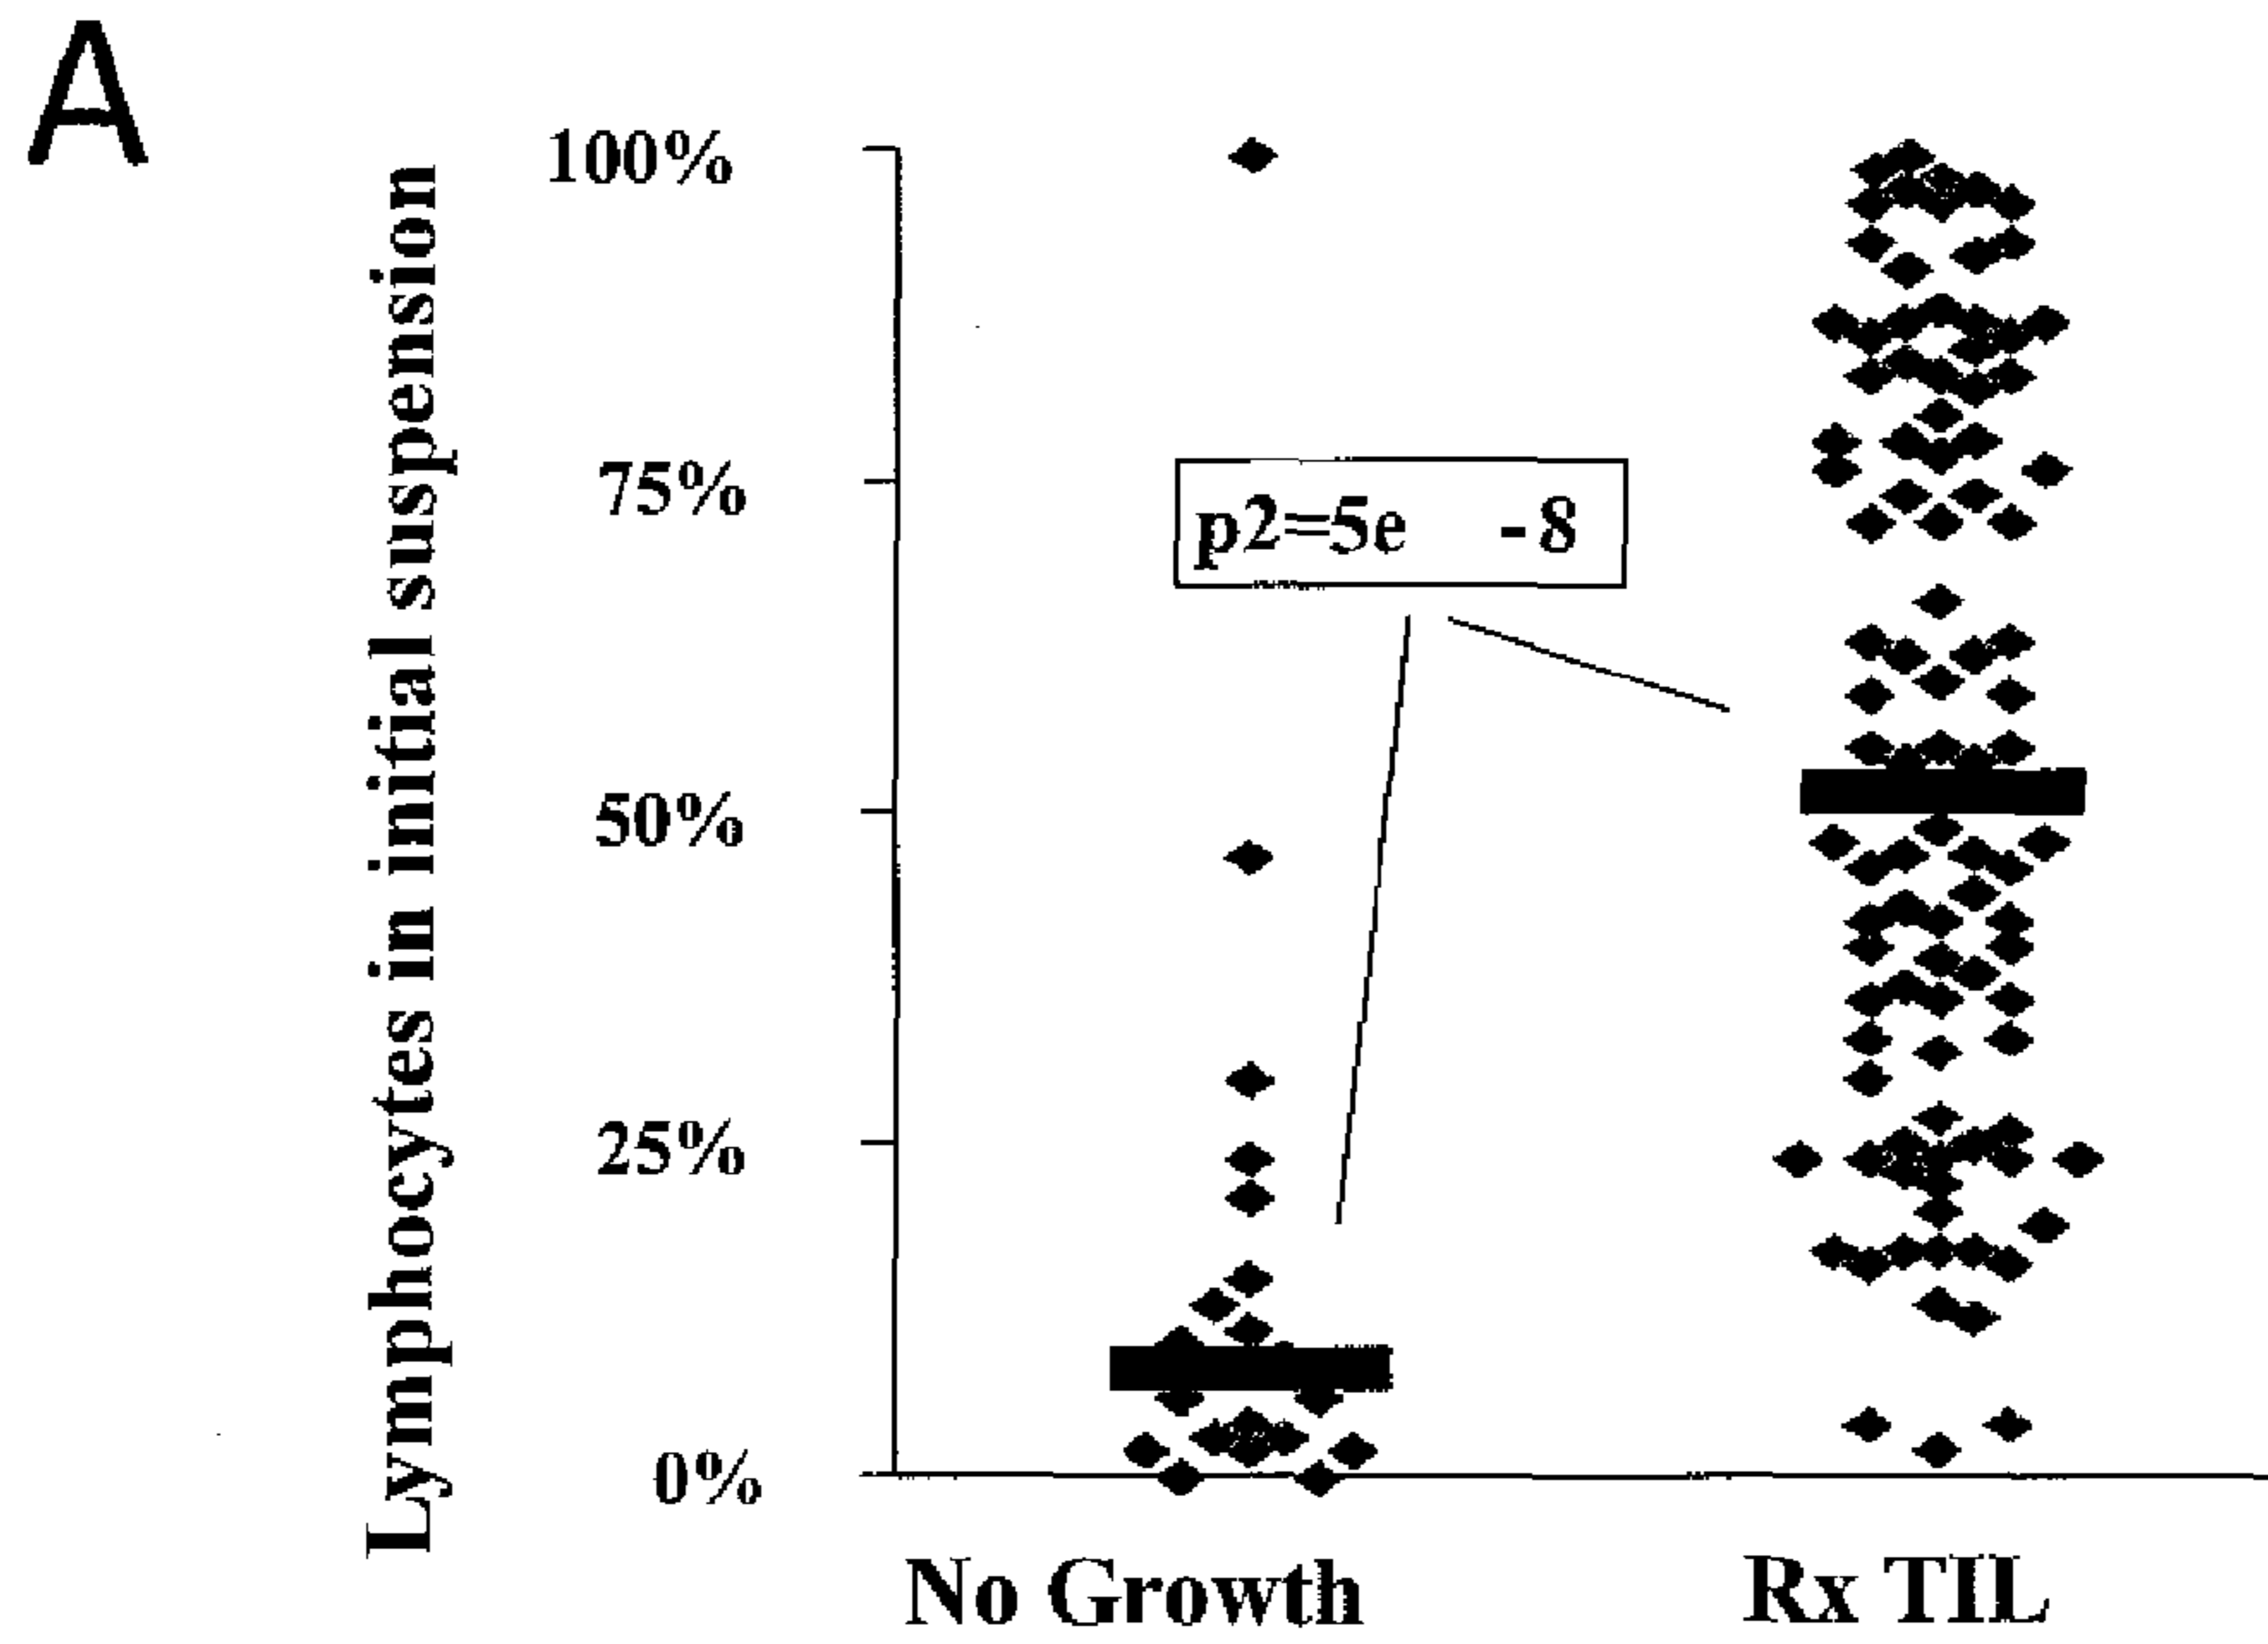 A
Lymphocytes in initial suspension
100%
75%
p2=5e -8
50%
25%
0%
No Growth
Rx TIL